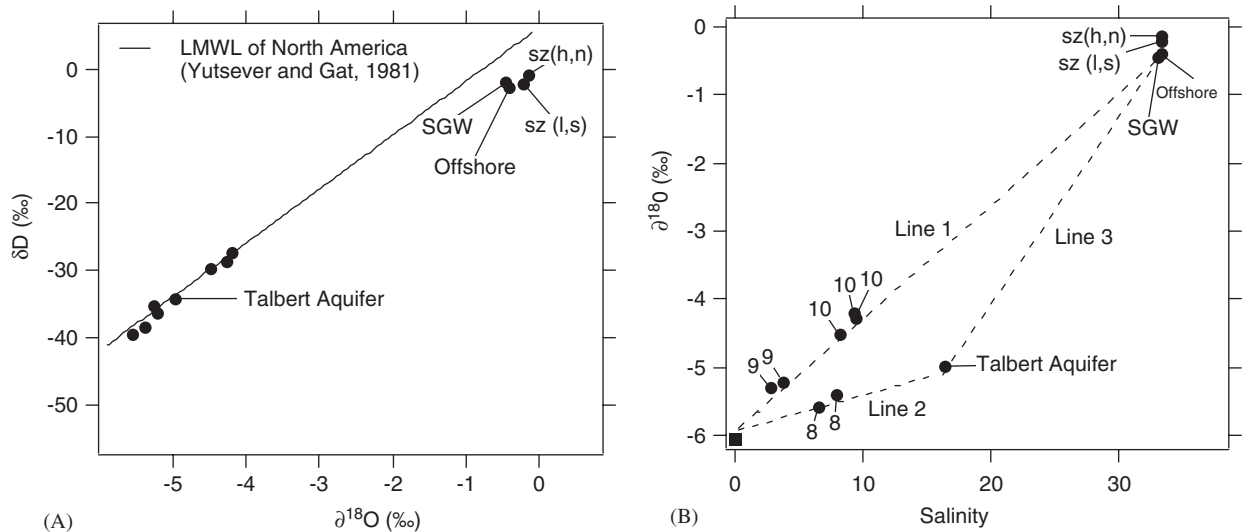 LMWL of North America
(Yutsever and Gat, 1981)
sz(h,n)
SGW
sz (l,s)
Offshore
Talbert Aquifer
0
-10
-20
-30
-40
-50
δD (‰)
-5
-4
-3
-2
-1
0
∂18O (‰)
(A)
sz(h,n)
sz (l,s)
Offshore
SGW
Line 1
Line 3
10
10
10
9
9
Talbert Aquifer
Line 2
8
8
0
-1
-2
-3
-4
-5
-6
∂180 (‰)
0
10
20
30
Salinity
(B)